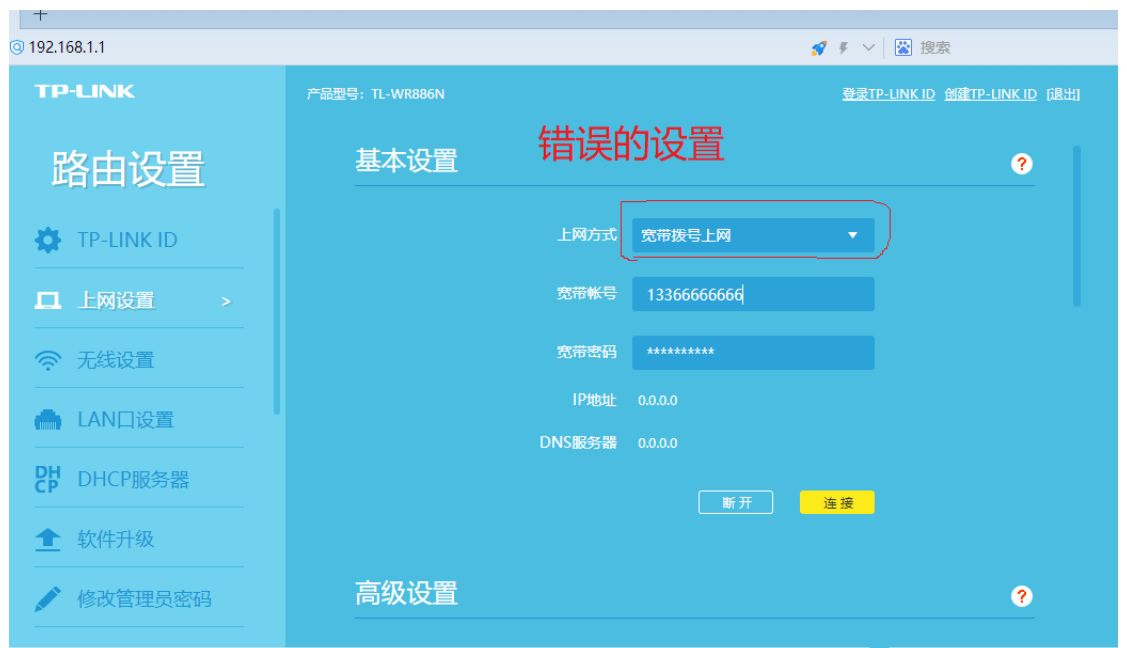 +
192.168.1.1
搜索
TP-LINK
产品型号：TL-WR886N
登录TP-LINK ID 创建TP-LINK ID [退出]
路由设置
基本设置
错误的设置
?
TP-LINK ID
上网设置 >
无线设置
LAN口设置
DHCP
DHCP服务器
软件升级
修改管理员密码
上网方式 宽带拨号上网
宽带帐号 13366666666
宽带密码 **********
IP地址 0.0.0.0
DNS服务器 0.0.0.0
断开 连接
高级设置
?